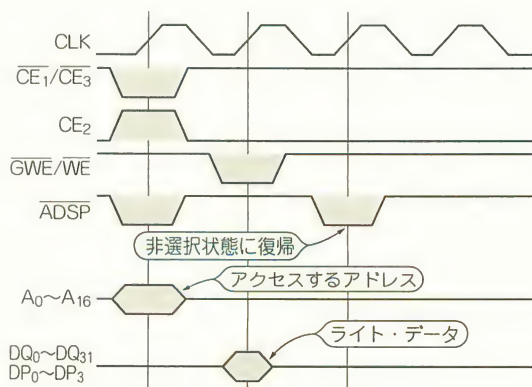 CLK
CE1/CE3
CE2
GWE/WE
ADSP
非選択状態に復帰
アクセスするアドレス
A0～A16
ライト・データ
DQ0～DQ31
DP0～DP3